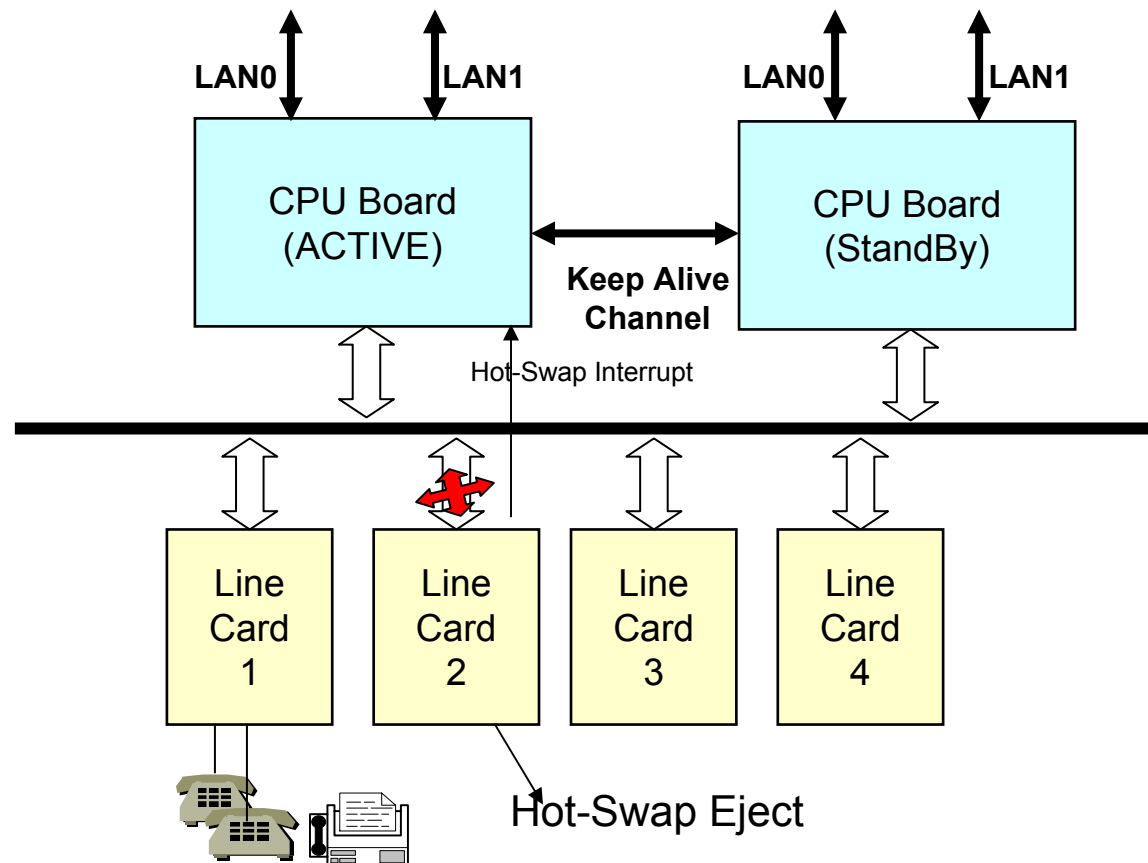 LAN0
LAN1
LAN0
LAN1
CPU Board
(ACTIVE)
CPU Board
(StandBy)
Keep Alive
Channel
Hot-Swap Interrupt
Line
Card
1
Line
Card
2
Line
Card
3
Line
Card
4
Hot-Swap Eject